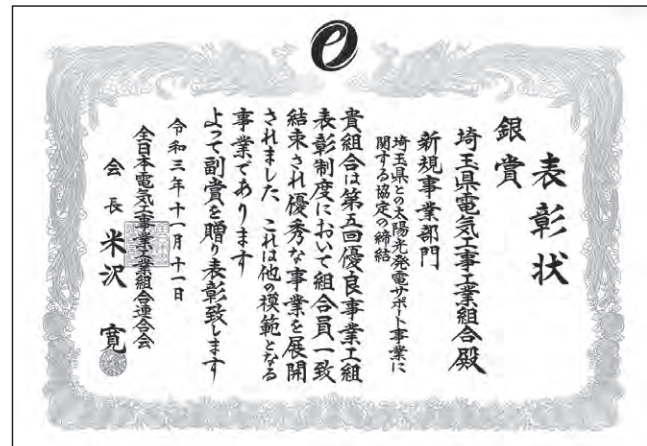 表彰状
銀賞
埼玉県電気工事工業組合殿
新規事業部門
埼玉県との太陽光発電サポート事業に
関する協定の締結
貴組合は第五回優良事業工組
表彰制度において組合員一致
結束され優秀な事業を展開
されました これは他の模範となる
事業であります
よって副賞を贈り表彰致します
令和三年十一月十一日
全日本電気工事業工業組合連合会
会長 米沢 寛